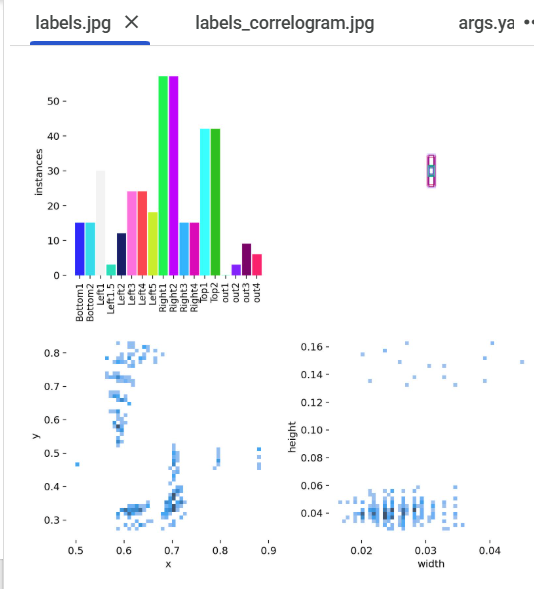 labels.jpg
labels_correlogram.jpg
args.ya
instances
50
40
30
20
10
0
Bottom1
Bottom2
Left1
Left1.5
Left2
Left3
Left4
Left5
Right1
Right2
Right3
Right4
Top1
Top2
out1
out2
out3
out4
y
0.8
0.7
0.6
0.5
0.4
0.3
0.5 0.6 0.7 0.8 0.9
x
height
0.16
0.14
0.12
0.10
0.08
0.06
0.04
0.02 0.03 0.04
width